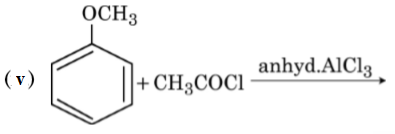 OCH₃
(v) + CH₃COCl anhyd.AlCl₃